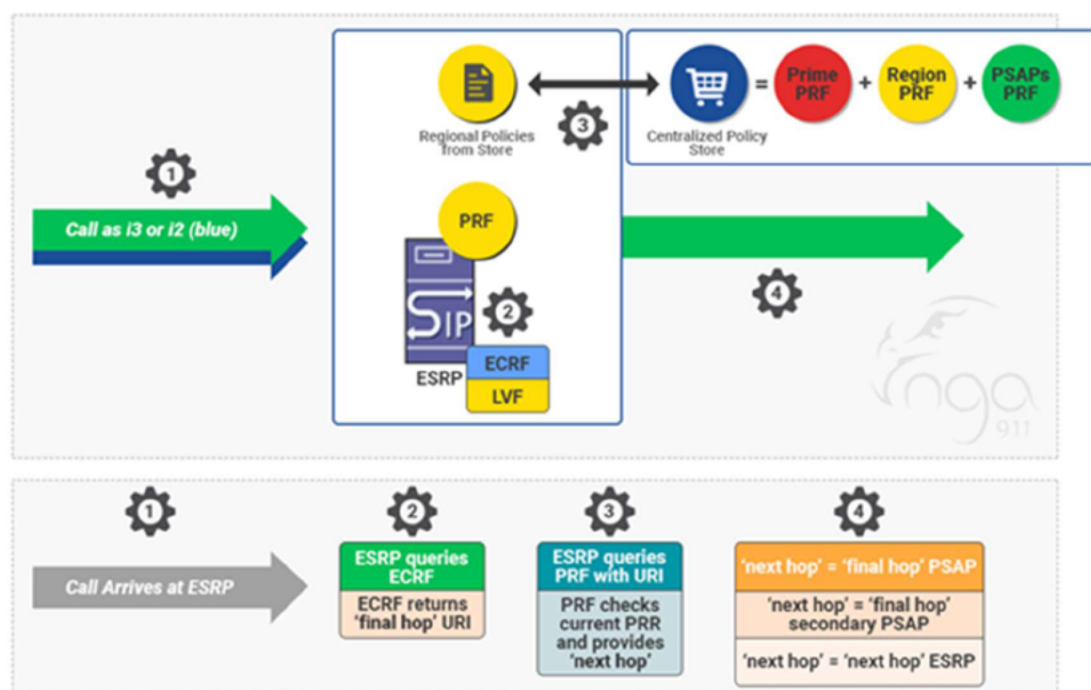 Prime
PRF
Region
PRF
PSAPs
PRF
=
+
+
3
Regional Policies
from Store
Centralized Policy
Store
1
Call as i3 or i2 (blue)
PRF
SIP
2
ESRP
ECRF
LVF
4
nga
911
1
Call Arrives at ESRP
2
ESRP queries
ECRF
ECRF returns
‘final hop’ URI
3
ESRP queries
PRF with URI
PRF checks
current PRR
and provides
‘next hop’
4
‘next hop’ = ‘final hop’ PSAP
‘next hop’ = ‘final hop’
secondary PSAP
‘next hop’ = ‘next hop’ ESRP